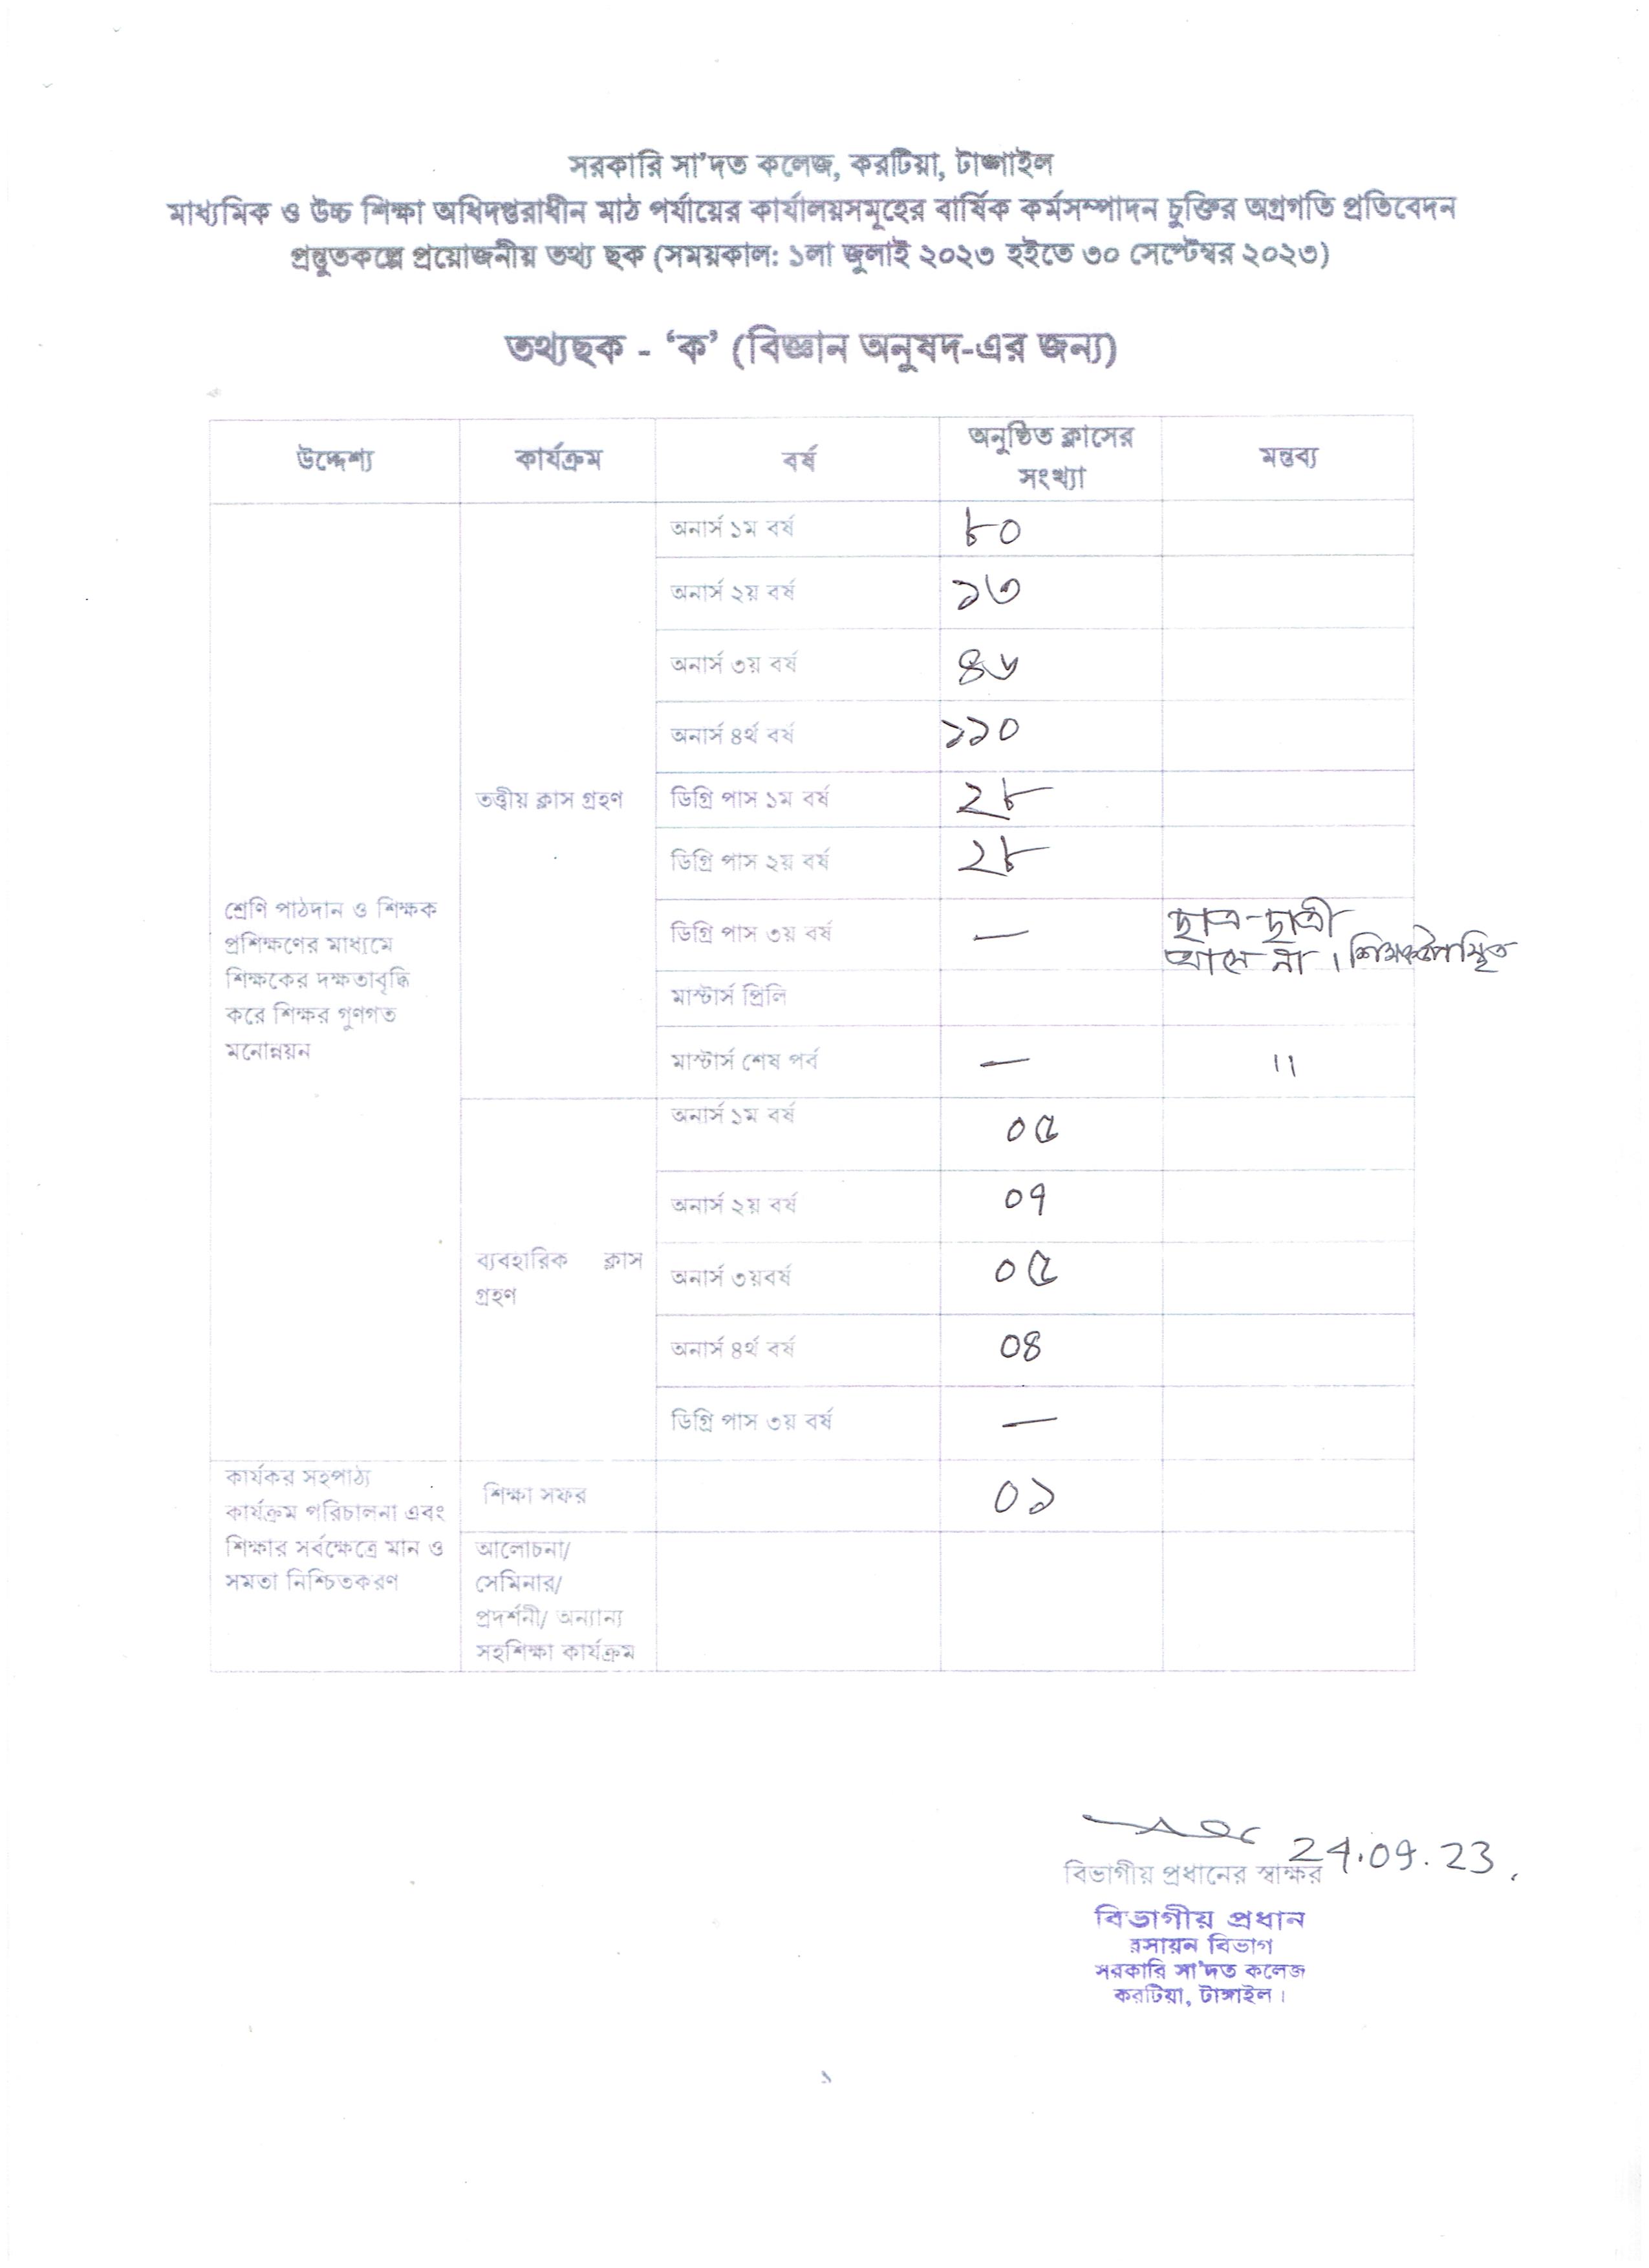 সরকারি সা'দত কলেজ, করটিয়া, টাঙ্গাইল
মাধ্যমিক ও উচ্চ শিক্ষা অধিদপ্তরাধীন মাঠ পর্যায়ের কার্যালয়সমূহের বার্ষিক কর্মসম্পাদন চুক্তির অগ্রগতি প্রতিবেদন
প্রস্তুতকল্পে প্রয়োজনীয় তথ্য ছক (সময়কাল: ১লা জুলাই ২০২৩ হইতে ৩০ সেপ্টেম্বর ২০২৩)
তথ্যছক - ‘ক’ (বিজ্ঞান অনুষদ-এর জন্য)
উদ্দেশ্য কার্যক্রম বর্ষ অনুষ্ঠিত ক্লাসের সংখ্যা মন্তব্য
শ্রেণি পাঠদান ও শিক্ষক
প্রশিক্ষণের মাধ্যমে
শিক্ষকের দক্ষতাবৃদ্ধি
করে শিক্ষর গুণগত
মনোন্নয়ন
তত্ত্বীয় ক্লাস গ্রহণ
অনার্স ১ম বর্ষ ৮০
অনার্স ২য় বর্ষ ১৩
অনার্স ৩য় বর্ষ ৪৬
অনার্স ৪র্থ বর্ষ ১১০
ডিগ্রি পাস ১ম বর্ষ ২৮
ডিগ্রি পাস ২য় বর্ষ ২৮
ডিগ্রি পাস ৩য় বর্ষ — ছাত্র-ছাত্রী
আসে না। শিক্ষক উপস্থিত
মাস্টার্স প্রিলি
মাস্টার্স শেষ পর্ব — "
ব্যবহারিক ক্লাস
গ্রহণ
অনার্স ১ম বর্ষ ০৫
অনার্স ২য় বর্ষ ০৭
অনার্স ৩য়বর্ষ ০৫
অনার্স ৪র্থ বর্ষ ০৪
ডিগ্রি পাস ৩য় বর্ষ —
কার্যকর সহপাঠ্য
কার্যক্রম পরিচালনা এবং
শিক্ষার সর্বক্ষেত্রে মান ও
সমতা নিশ্চিতকরণ
শিক্ষা সফর ০১
আলোচনা/
সেমিনার/
প্রদর্শনী/ অন্যান্য
সহশিক্ষা কার্যক্রম
24.09.23.
বিভাগীয় প্রধানের স্বাক্ষর
বিভাগীয় প্রধান
রসায়ন বিভাগ
সরকারি সা'দত কলেজ
করটিয়া, টাঙ্গাইল।
১